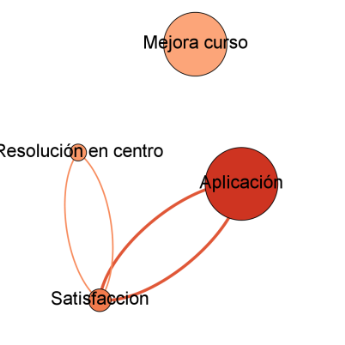 Mejora curso
Resolución en centro
Aplicación
Satisfaccion